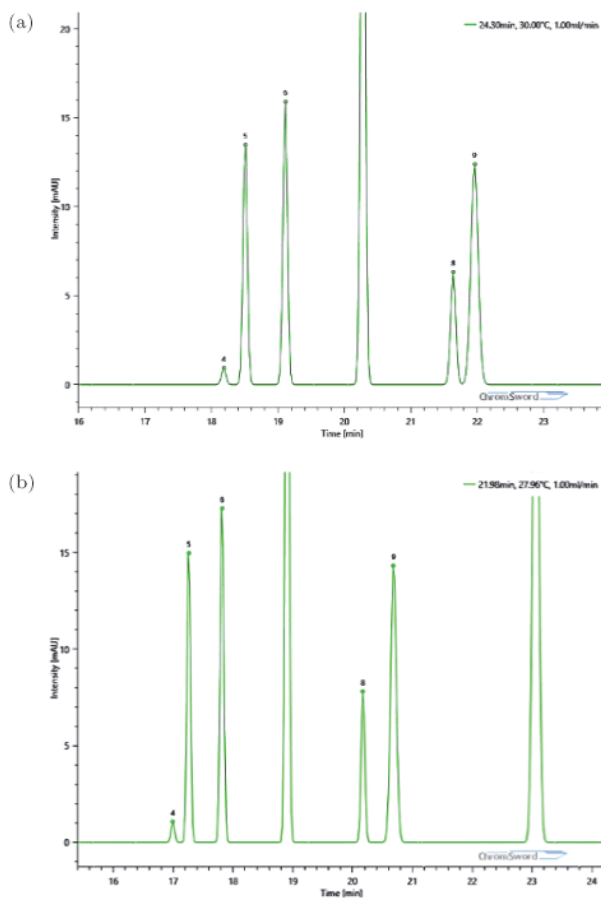 (a)
24.30min, 30.00°C, 1.00ml/min
20
15
10
5
0
Intensity [mAU]
4
5
6
8
9
16 17 18 19 20 21 22 23
Time [min]
ChromSword
(b)
21.98min, 27.96°C, 1.00ml/min
15
10
5
0
Intensity [mAU]
4
5
6
8
9
16 17 18 19 20 21 22 23 24
Time [min]
ChromSword